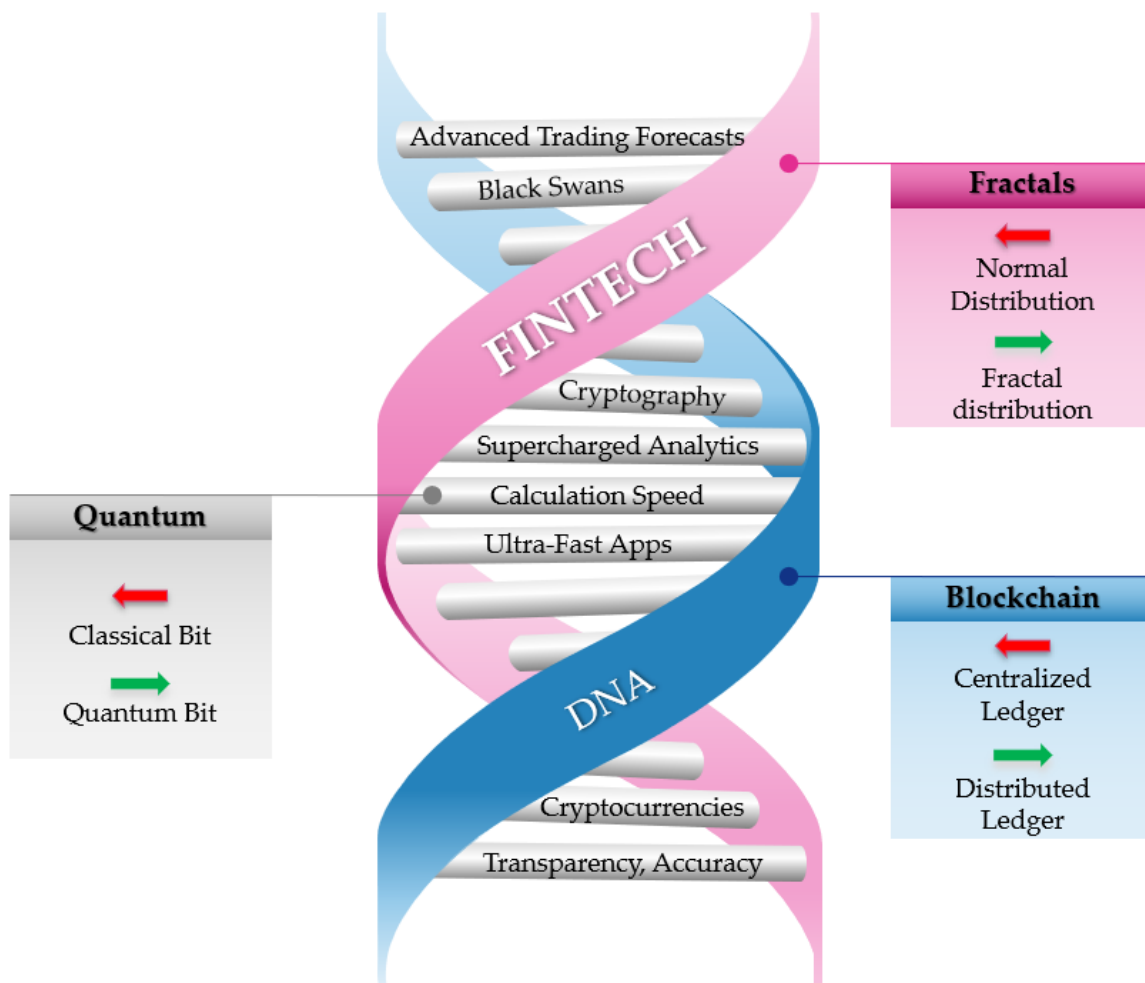 Advanced Trading Forecasts
Black Swans
FINTECH
Cryptography
Supercharged Analytics
Calculation Speed
Ultra-Fast Apps
DNA
Cryptocurrencies
Transparency, Accuracy
Fractals
Normal
Distribution
Fractal
distribution
Quantum
Classical Bit
Quantum Bit
Blockchain
Centralized
Ledger
Distributed
Ledger